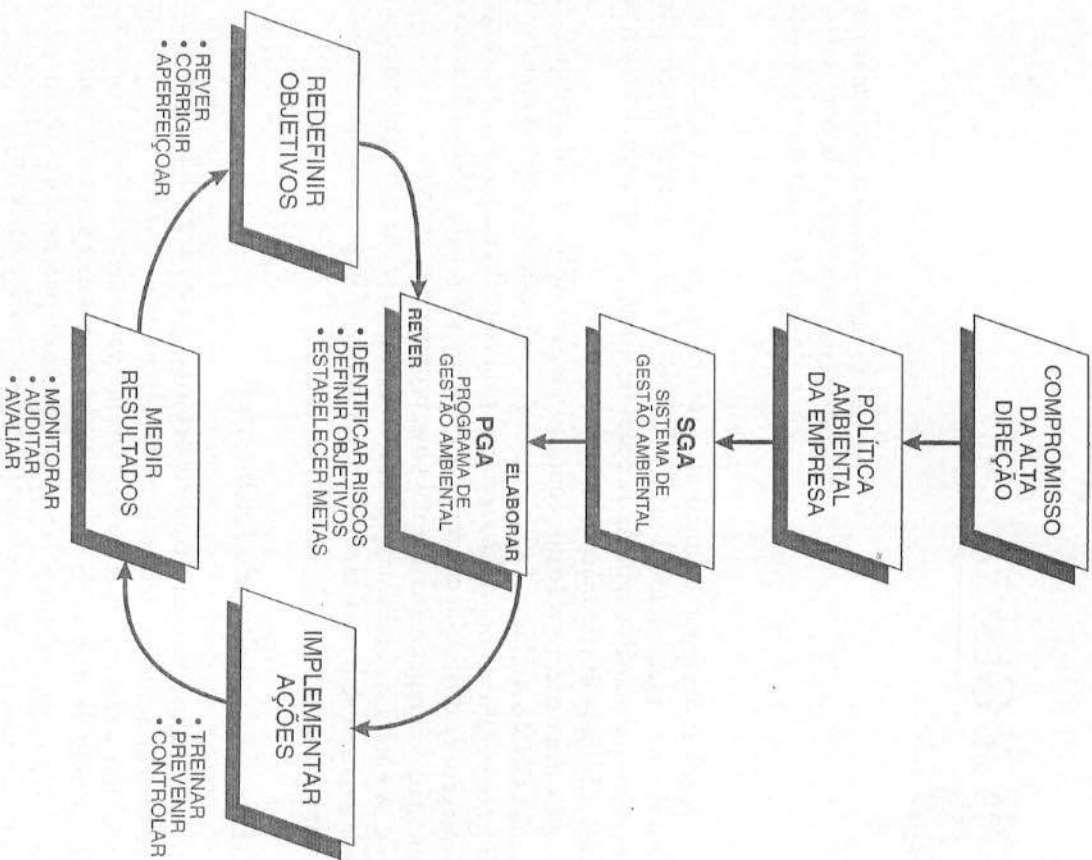 COMPROMISSO
DA ALTA
DIREÇÃO
POLÍTICA
AMBIENTAL
DA EMPRESA
SGA
SISTEMA DE
GESTÃO AMBIENTAL
ELABORAR
PGA
PROGRAMA DE
GESTÃO AMBIENTAL
REVER
• IDENTIFICAR RISCOS
• DEFINIR OBJETIVOS
• ESTABELECER METAS
REDEFINIR
OBJETIVOS
• REVER
• CORRIGIR
• APERFEIÇOAR
IMPLEMENTAR
AÇÕES
• TREINAR
• PREVENIR
• CONTROLAR
MEDIR
RESULTADOS
• MONITORAR
• AUDITAR
• AVALIAR